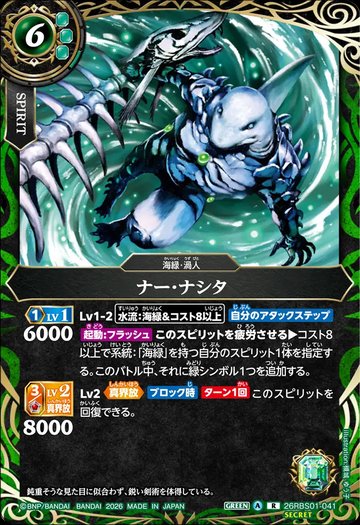 6
SPIRIT
海緑・渦人
ナー・ナシタ
1 LV1 6000
Lv1-2 水流:海緑&コスト8以上 自分のアタックステップ
起動:フラッシュ このスピリットを疲労させる▶コスト8
以上で系統:「海緑」を持つ自分のスピリット1体を指定す
る。このバトル中、それに緑シンボル1つを追加する。
3 LV2 真界放 8000
Lv2 真界放 ブロック時 ターン1回 このスピリットを
回復できる。
鈍重そうな見た目に似合わず、鋭い剣術を体得している。
©BNP/BANDAI BANDAI 2026 MADE IN JAPAN
GREEN A R 26RBS01-041
SECRET